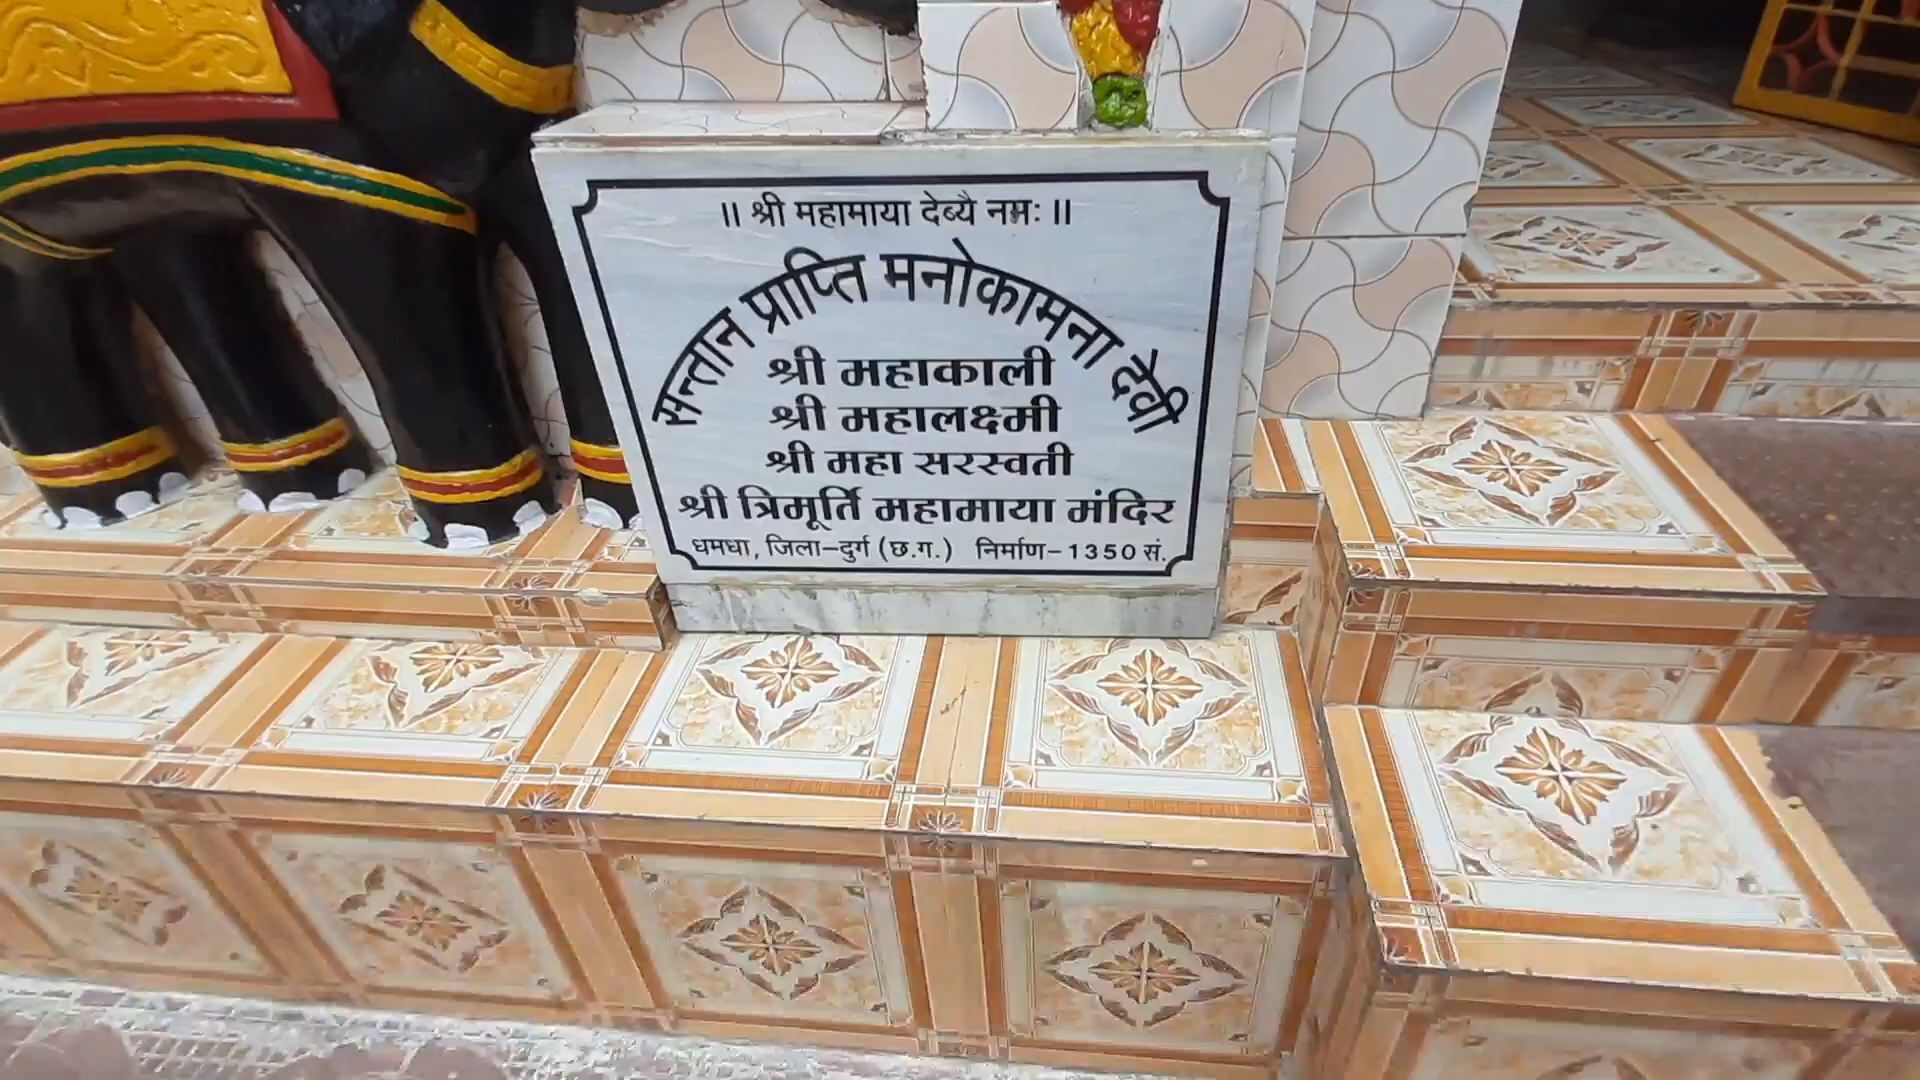 ॥ श्री महामाया देब्यै नमः ॥
सन्तान प्राप्ति मनोकामना दैवी
श्री महाकाली
श्री महालक्ष्मी
श्री महा सरस्वती
श्री त्रिमूर्ति महामाया मंदिर
धमधा, जिला-दुर्ग (छ.ग.) निर्माण-1350 सं.